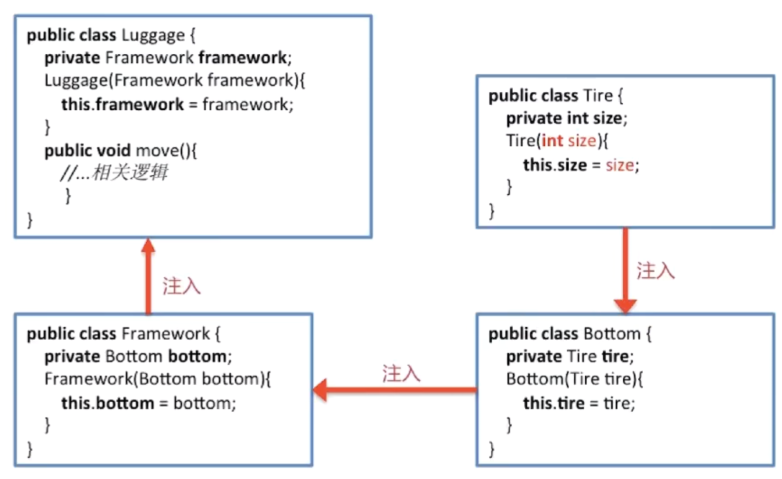 public class Luggage {
private Framework framework;
Luggage(Framework framework){
this.framework = framework;
}
public void move(){
//...相关逻辑
}
}
public class Tire {
private int size;
Tire(int size){
this.size = size;
}
}
注入
注入
public class Framework {
private Bottom bottom;
Framework(Bottom bottom){
this.bottom = bottom;
}
}
注入
public class Bottom {
private Tire tire;
Bottom(Tire tire){
this.tire = tire;
}
}